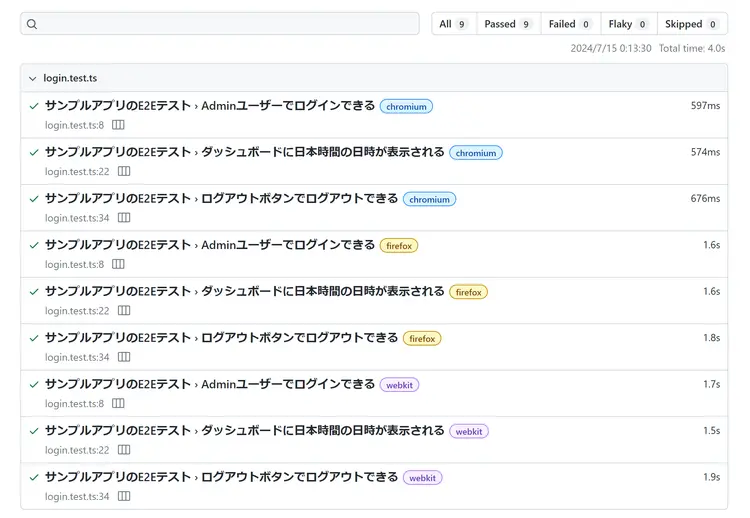 All 9 Passed 9 Failed 0 Flaky 0 Skipped 0
2024/7/15 0:13:30 Total time: 4.0s
login.test.ts
サンプルアプリのE2Eテスト › Adminユーザーでログインできる chromium 597ms
login.test.ts:8
サンプルアプリのE2Eテスト › ダッシュボードに日本時間の日時が表示される chromium 574ms
login.test.ts:22
サンプルアプリのE2Eテスト › ログアウトボタンでログアウトできる chromium 676ms
login.test.ts:34
サンプルアプリのE2Eテスト › Adminユーザーでログインできる firefox 1.6s
login.test.ts:8
サンプルアプリのE2Eテスト › ダッシュボードに日本時間の日時が表示される firefox 1.6s
login.test.ts:22
サンプルアプリのE2Eテスト › ログアウトボタンでログアウトできる firefox 1.8s
login.test.ts:34
サンプルアプリのE2Eテスト › Adminユーザーでログインできる webkit 1.7s
login.test.ts:8
サンプルアプリのE2Eテスト › ダッシュボードに日本時間の日時が表示される webkit 1.5s
login.test.ts:22
サンプルアプリのE2Eテスト › ログアウトボタンでログアウトできる webkit 1.9s
login.test.ts:34